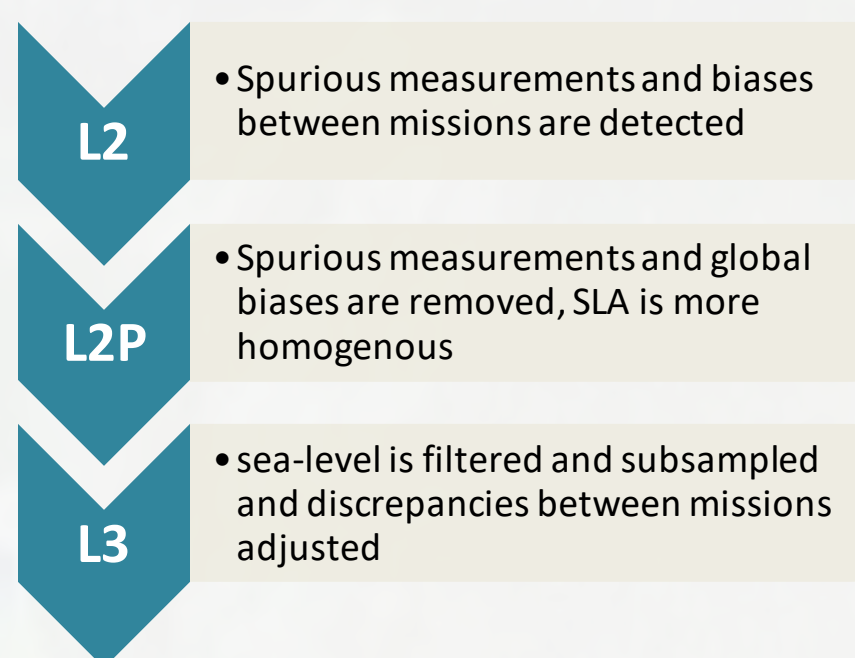 L2
• Spurious measurements and biases
between missions are detected
L2P
• Spurious measurements and global
biases are removed, SLA is more
homogenous
L3
• sea-level is filtered and subsampled
and discrepancies between missions
adjusted